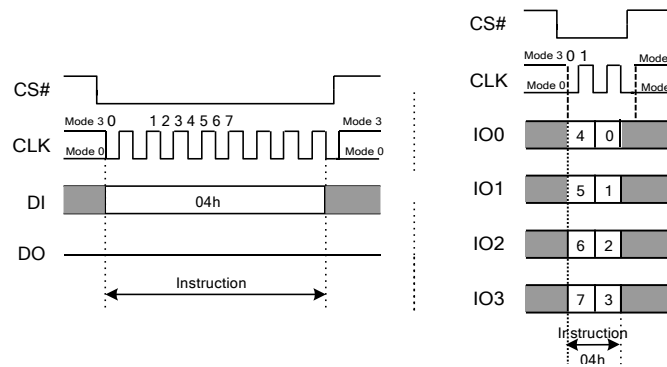 CS#
Mode 3 0 1 2 3 4 5 6 7 Mode 3
CLK
Mode 0 Mode 0
DI 04h
DO
Instruction
CS#
Mode 3 0 1 Mode
CLK
Mode 0 Mode
IO0 4 0
IO1 5 1
IO2 6 2
IO3 7 3
Instruction
04h